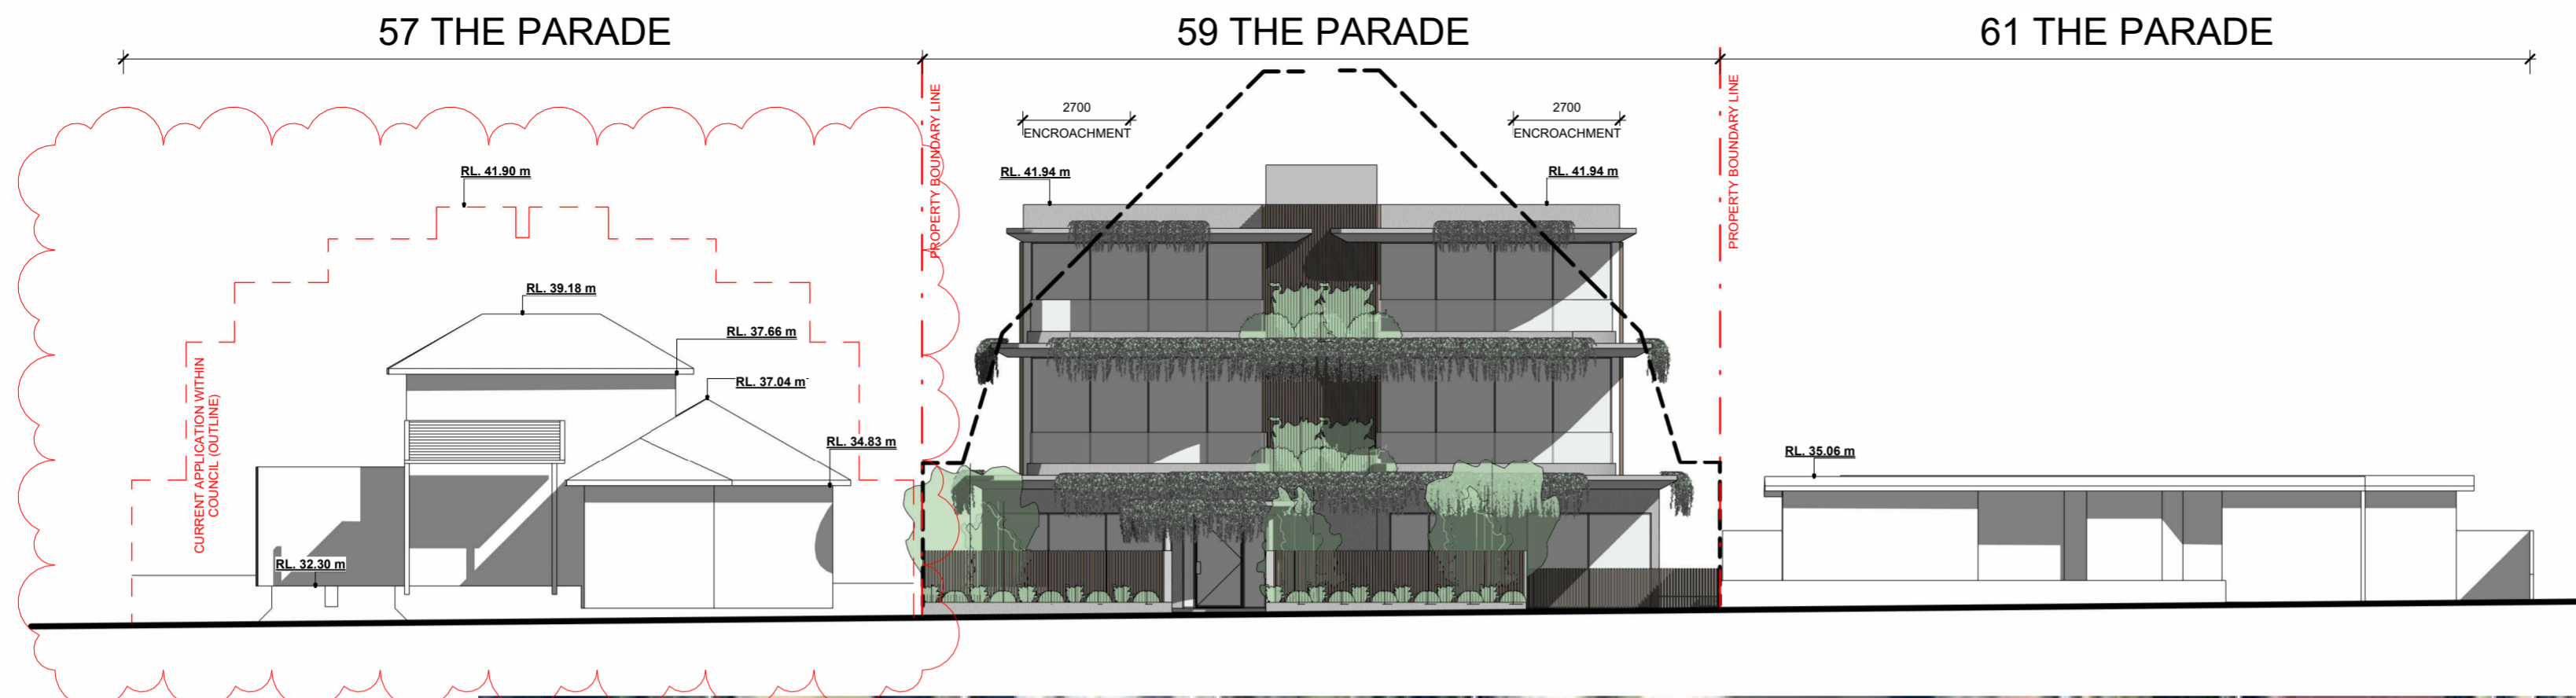 57 THE PARADE
59 THE PARADE
61 THE PARADE
PROPERTY BOUNDARY LINE
2700
ENCROACHMENT
2700
ENCROACHMENT
PROPERTY BOUNDARY LINE
RL. 41.90 m
RL. 41.94 m
RL. 41.94 m
RL. 39.18 m
RL. 37.66 m
RL. 37.04 m
CURRENT APPLICATION WITHIN
COUNCIL (OUTLINE)
RL. 34.83 m
RL. 35.06 m
RL. 32.30 m